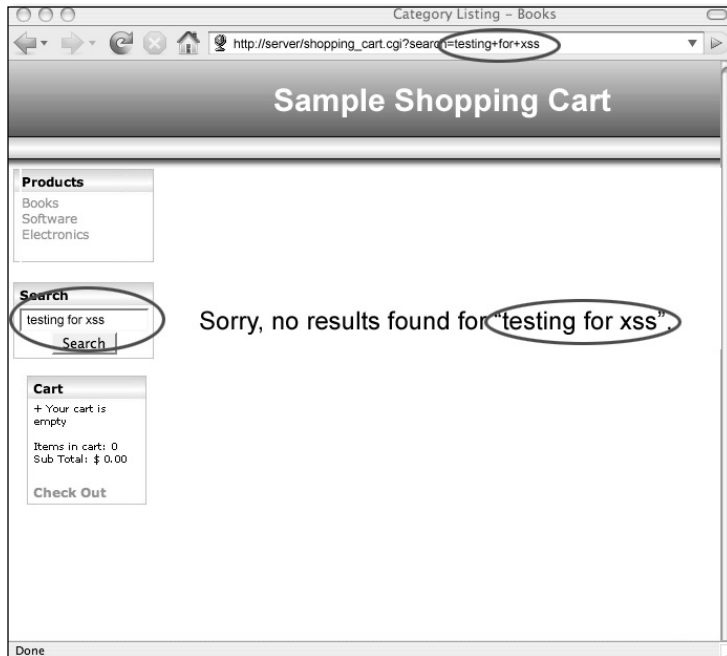 Category Listing – Books
http://server/shopping_cart.cgi?search=testing+for+xss
Sample Shopping Cart
Products
Books
Software
Electronics
Search
testing for xss
Search
Sorry, no results found for “testing for xss”.
Cart
+ Your cart is
empty
Items in cart: 0
Sub Total: $ 0.00
Check Out
Done